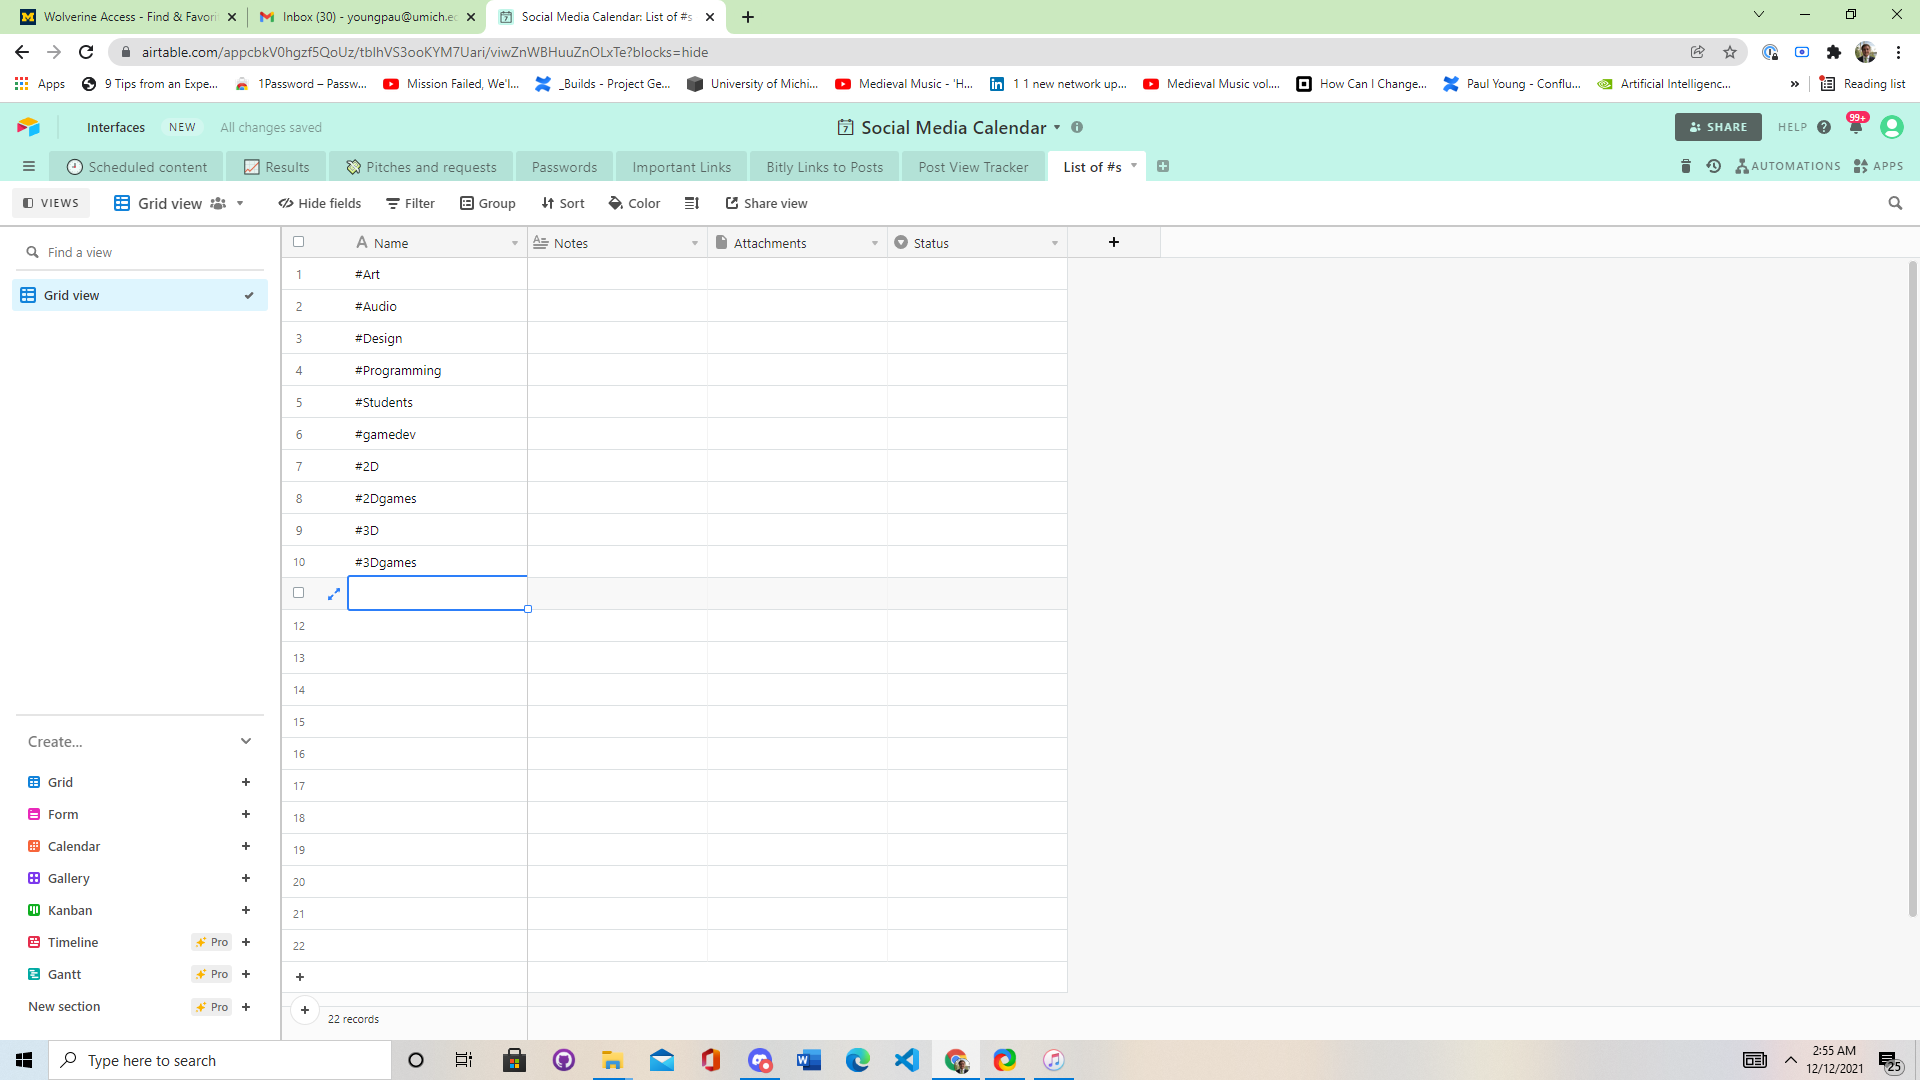 Wolverine Access - Find & Favori
Inbox (30) - youngpau@umich.ec
Social Media Calendar: List of #s
airtable.com/appcbkV0hgzf5QoUz/tblhVS3ooKYM7Uari/viwZnWBHuuZnOLxTe?blocks=hide
Apps
9 Tips from an Expe...
1Password – Passw...
Mission Failed, We'l...
_Builds - Project Ge...
University of Michi...
Medieval Music - 'H...
1 1 new network up...
Medieval Music vol....
How Can I Change...
Paul Young - Conflu...
Artificial Intelligenc...
»
Reading list
Interfaces
NEW
All changes saved
Social Media Calendar
SHARE
HELP
99+
Scheduled content
Results
Pitches and requests
Passwords
Important Links
Bitly Links to Posts
Post View Tracker
List of #s
AUTOMATIONS
APPS
VIEWS
Grid view
Hide fields
Filter
Group
Sort
Color
Share view
Find a view
Grid view
Name
Notes
Attachments
Status
1 #Art
2 #Audio
3 #Design
4 #Programming
5 #Students
6 #gamedev
7 #2D
8 #2Dgames
9 #3D
10 #3Dgames
12
13
14
15
16
17
18
19
20
21
22
22 records
Create...
Grid
Form
Calendar
Gallery
Kanban
Timeline Pro
Gantt Pro
New section Pro
Type here to search
2:55 AM
12/12/2021
25